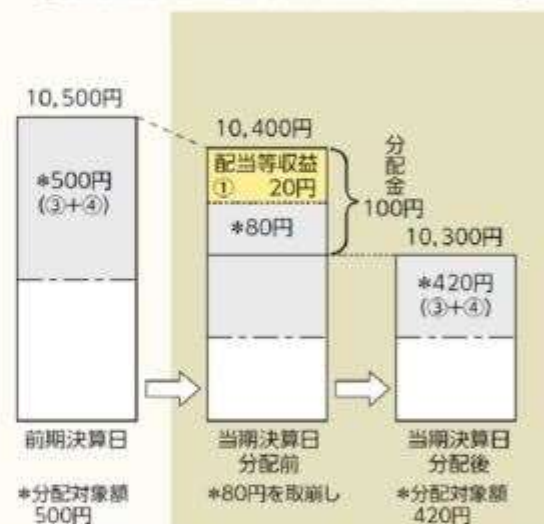 10,500円
*500円
(③+④)
10,400円
配当等収益
① 20円
*80円
分配金
100円
10,300円
*420円
(③+④)
前期決算日
当期決算日
分配前
当期決算日
分配後
*分配対象額
500円
*80円を取崩し
*分配対象額
420円